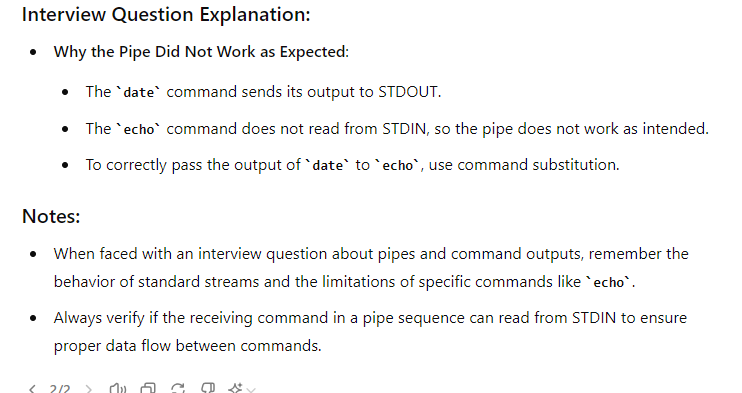 Interview Question Explanation:
• Why the Pipe Did Not Work as Expected:
• The `date` command sends its output to STDOUT.
• The `echo` command does not read from STDIN, so the pipe does not work as intended.
• To correctly pass the output of `date` to `echo`, use command substitution.
Notes:
• When faced with an interview question about pipes and command outputs, remember the
behavior of standard streams and the limitations of specific commands like `echo`.
• Always verify if the receiving command in a pipe sequence can read from STDIN to ensure
proper data flow between commands.
2/2